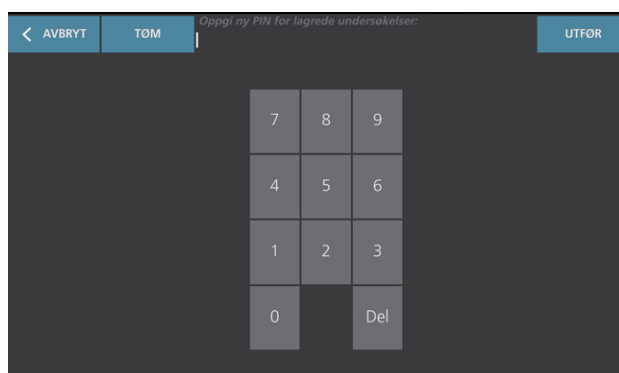 AVBRYT TØM Oppgi ny PIN for lagrede undersøkelser: UTFØR
7 8 9
4 5 6
1 2 3
0 Del